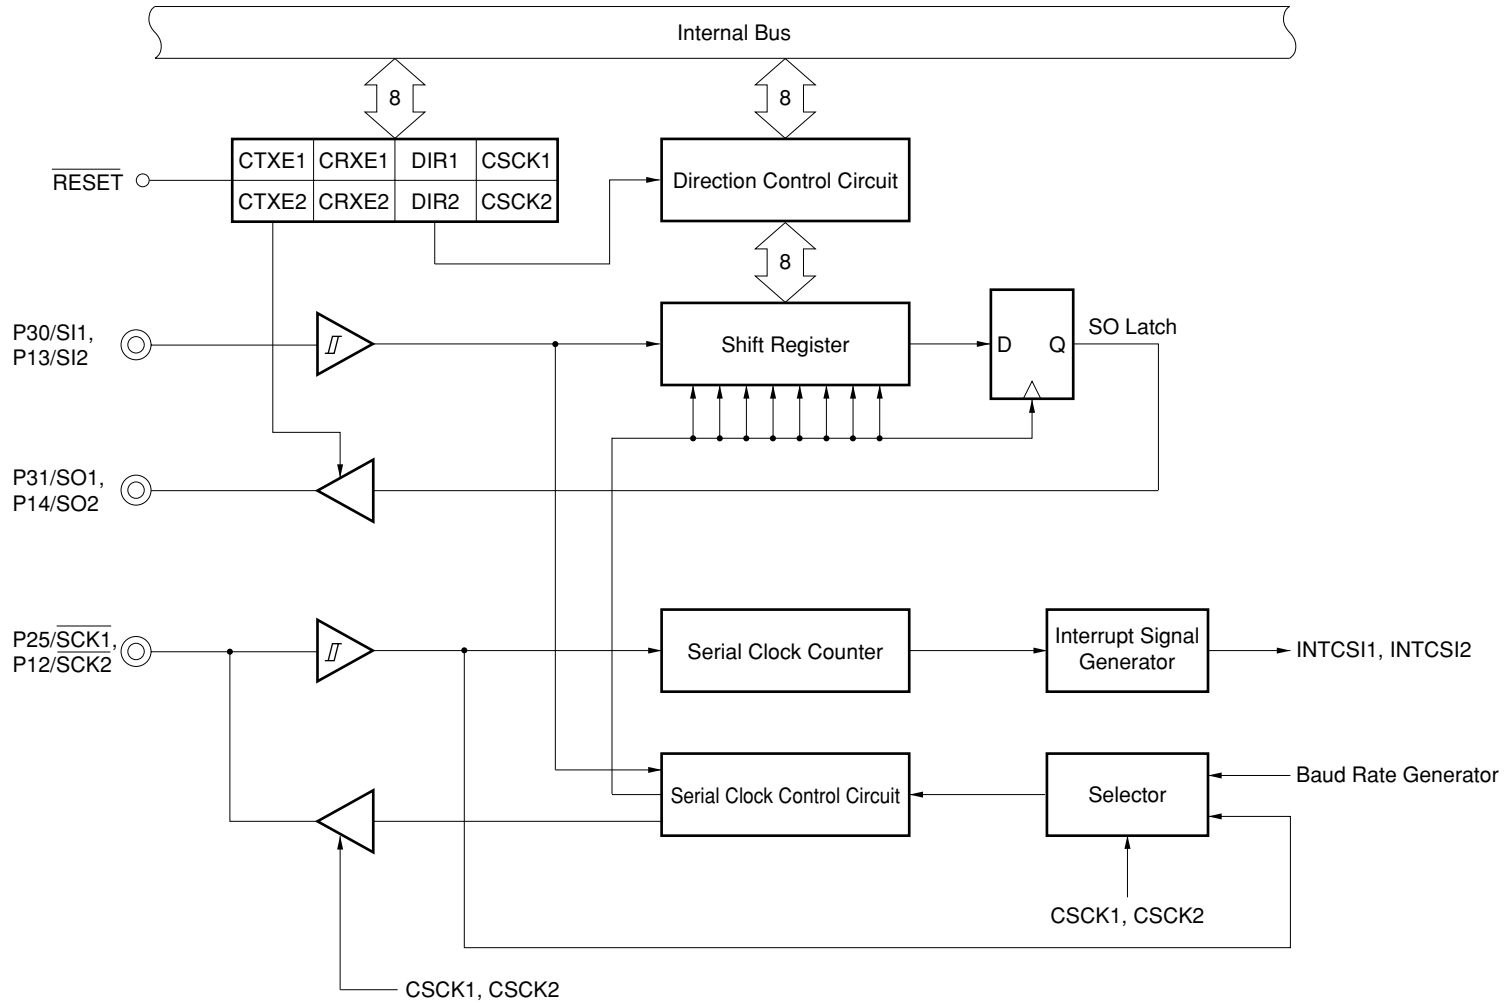 Internal Bus
8
8
RESET
CTXE1 CRXE1 DIR1 CSCK1
CTXE2 CRXE2 DIR2 CSCK2
Direction Control Circuit
8
P30/SI1,
P13/SI2
Shift Register
D Q
SO Latch
P31/SO1,
P14/SO2
P25/SCK1,
P12/SCK2
Serial Clock Counter
Interrupt Signal
Generator
INTCSI1, INTCSI2
Serial Clock Control Circuit
Selector
Baud Rate Generator
CSCK1, CSCK2
CSCK1, CSCK2